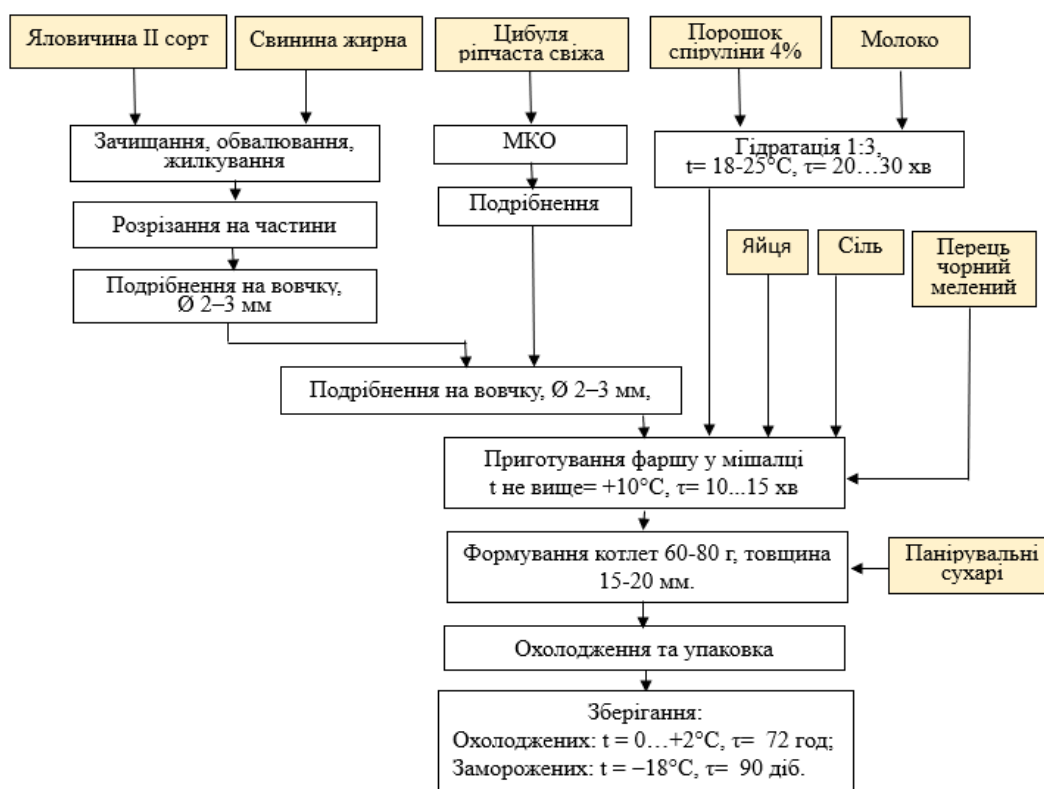 Яловичина ІІ сорт
Свинина жирна
Цибуля
ріпчаста свіжа
Порошок
спіруліни 4%
Молоко
Зачищання, обвалювання,
жилкування
МКО
Гідратація 1:3,
t= 18-25°С, τ= 20…30 хв
Розрізання на частини
Подрібнення
Яйця
Сіль
Перець
чорний
мелений
Подрібнення на вовчку,
Ø 2–3 мм
Подрібнення на вовчку, Ø 2–3 мм,
Приготування фаршу у мішалці
t не вище= +10°С, τ= 10...15 хв
Формування котлет 60-80 г, товщина
15-20 мм.
Панірувальні
сухарі
Охолодження та упаковка
Зберігання:
Охолоджених: t = 0…+2°С, τ= 72 год;
Заморожених: t = –18°С, τ= 90 діб.